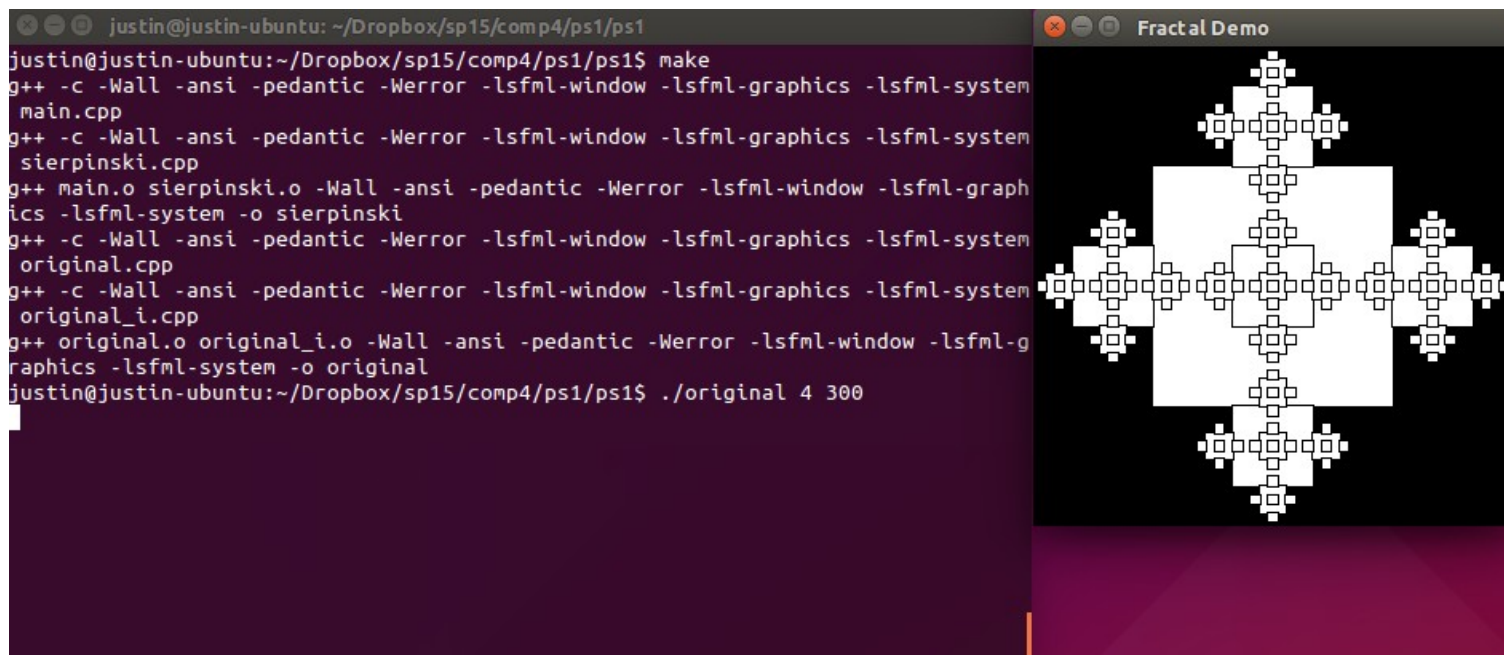 justin@justin-ubuntu: ~/Dropbox/sp15/comp4/ps1/ps1
justin@justin-ubuntu:~/Dropbox/sp15/comp4/ps1/ps1$ make
g++ -c -Wall -ansi -pedantic -Werror -lsfml-window -lsfml-graphics -lsfml-system
 main.cpp
g++ -c -Wall -ansi -pedantic -Werror -lsfml-window -lsfml-graphics -lsfml-system
 sierpinski.cpp
g++ main.o sierpinski.o -Wall -ansi -pedantic -Werror -lsfml-window -lsfml-graph
ics -lsfml-system -o sierpinski
g++ -c -Wall -ansi -pedantic -Werror -lsfml-window -lsfml-graphics -lsfml-system
 original.cpp
g++ -c -Wall -ansi -pedantic -Werror -lsfml-window -lsfml-graphics -lsfml-system
 original_i.cpp
g++ original.o original_i.o -Wall -ansi -pedantic -Werror -lsfml-window -lsfml-g
raphics -lsfml-system -o original
justin@justin-ubuntu:~/Dropbox/sp15/comp4/ps1/ps1$ ./original 4 300
Fractal Demo